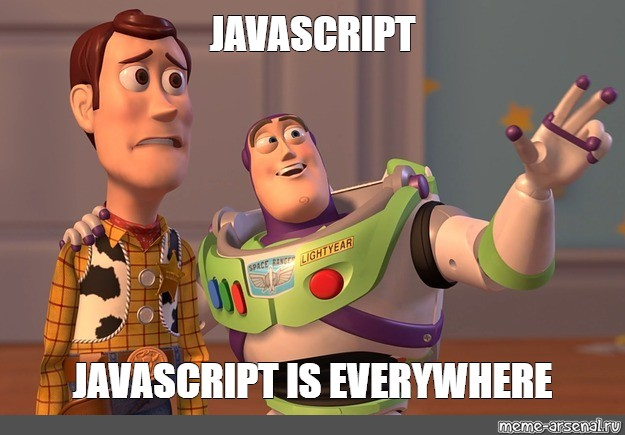 JAVASCRIPT
SPACE RANGER
LIGHTYEAR
JAVASCRIPT IS EVERYWHERE
meme-arsenal.ru